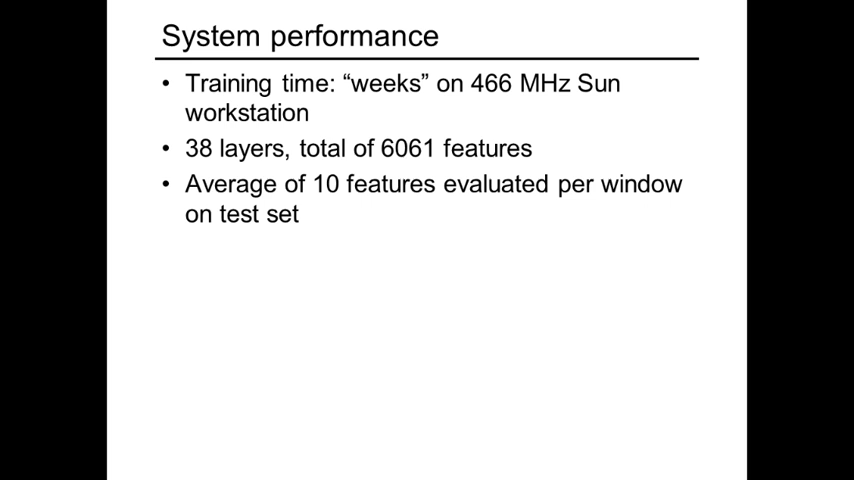 System performance
• Training time: “weeks” on 466 MHz Sun
workstation
• 38 layers, total of 6061 features
• Average of 10 features evaluated per window
on test set